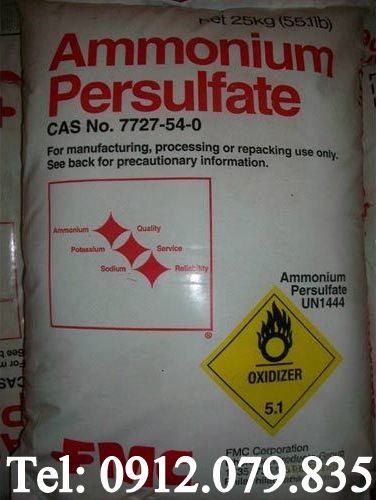 Net 25kg (55.1lb)
Ammonium
Persulfate
CAS No. 7727-54-0
For manufacturing, processing or repacking use only.
See back for precautionary information.
Ammonium Quality
Potassium Service
Sodium Reliability
®
Ammonium
Persulfate
UN1444
OXIDIZER
5.1
FMC
FMC Corporation
Tel: 0912.079 835